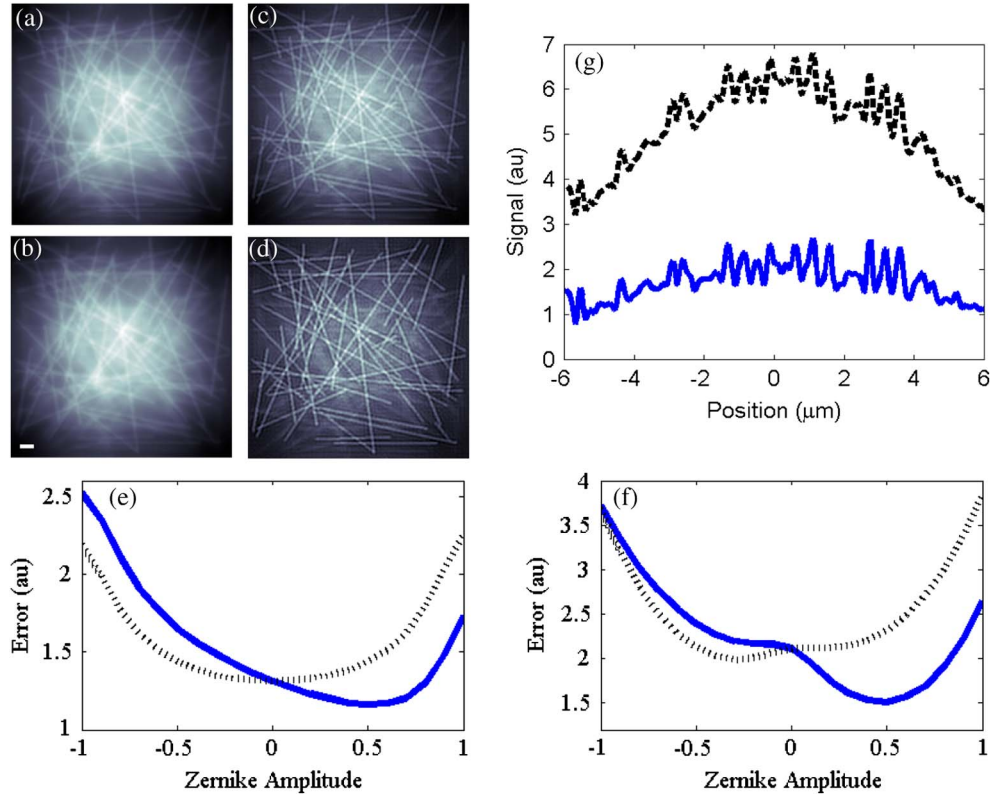 (a)
(c)
(b)
(d)
(g)
7
6
5
4
3
2
1
0
Signal (au)
-6 -4 -2 0 2 4 6
Position (μm)
(e)
2.5
2
1.5
1
Error (au)
-1 -0.5 0 0.5 1
Zernike Amplitude
(f)
4
3.5
3
2.5
2
1.5
Error (au)
-1 -0.5 0 0.5 1
Zernike Amplitude